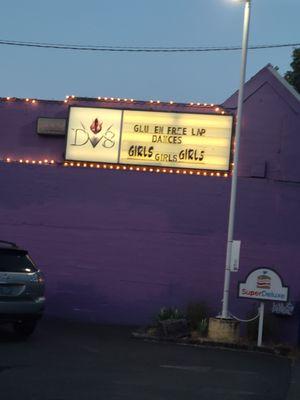 DV8
GLU EN FREE LAP
DANCES
GIRLS GIRLS GIRLS
SuperDeluxe